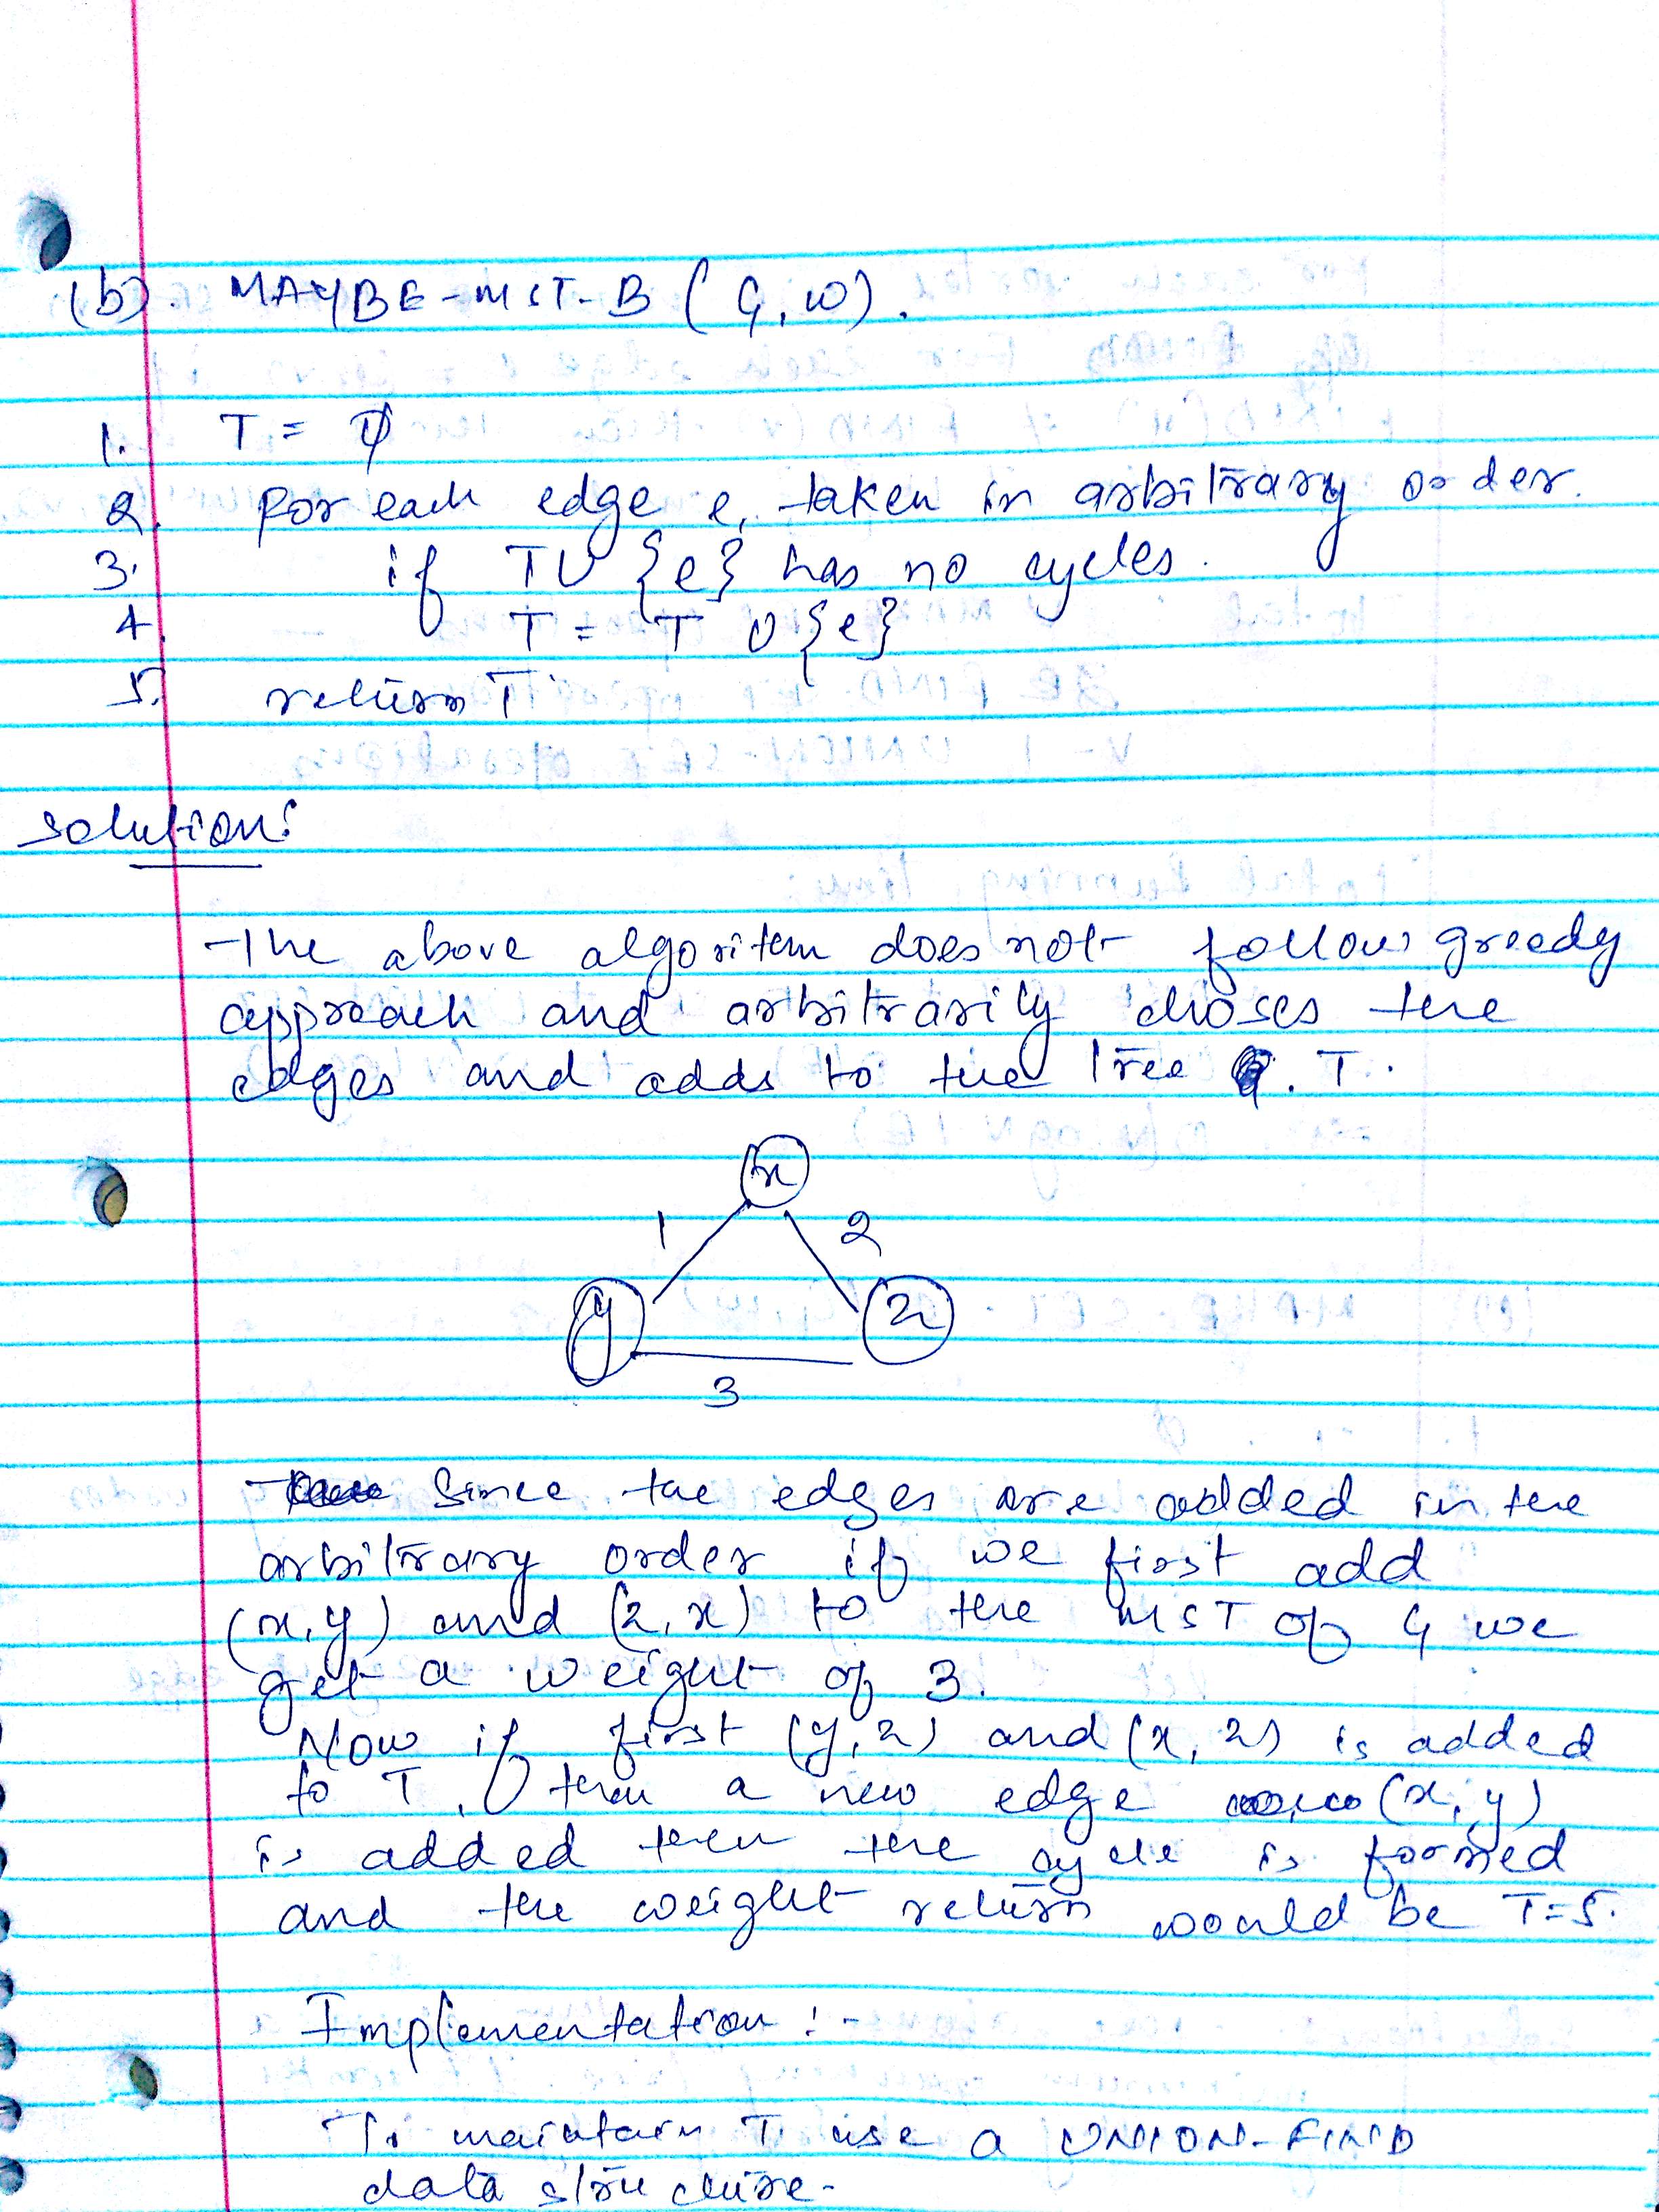 (b). MAYBE-MST-B (G, w).
1. T = ∅
2. For each edge e, taken in arbitrary order.
3. if T U {e} has no cycles.
4. T = T U {e}
5. return T
solution:
The above algoritem does not follow greedy
approach and arbitrarily choses the
edges and adds to the tree . T.
x
1 2
y z
3
Since the edges are added in the
arbitrary order if we first add
(x,y) and (z,x) to the MST of G we
get a weight of 3.
Now if first (y,z) and (x,z) is added
to T, then a new edge (x,y)
is added then the cycle is formed
and the weight return would be T=5.
Implementation :-
To maintain T use a UNION-FIND
data structure.